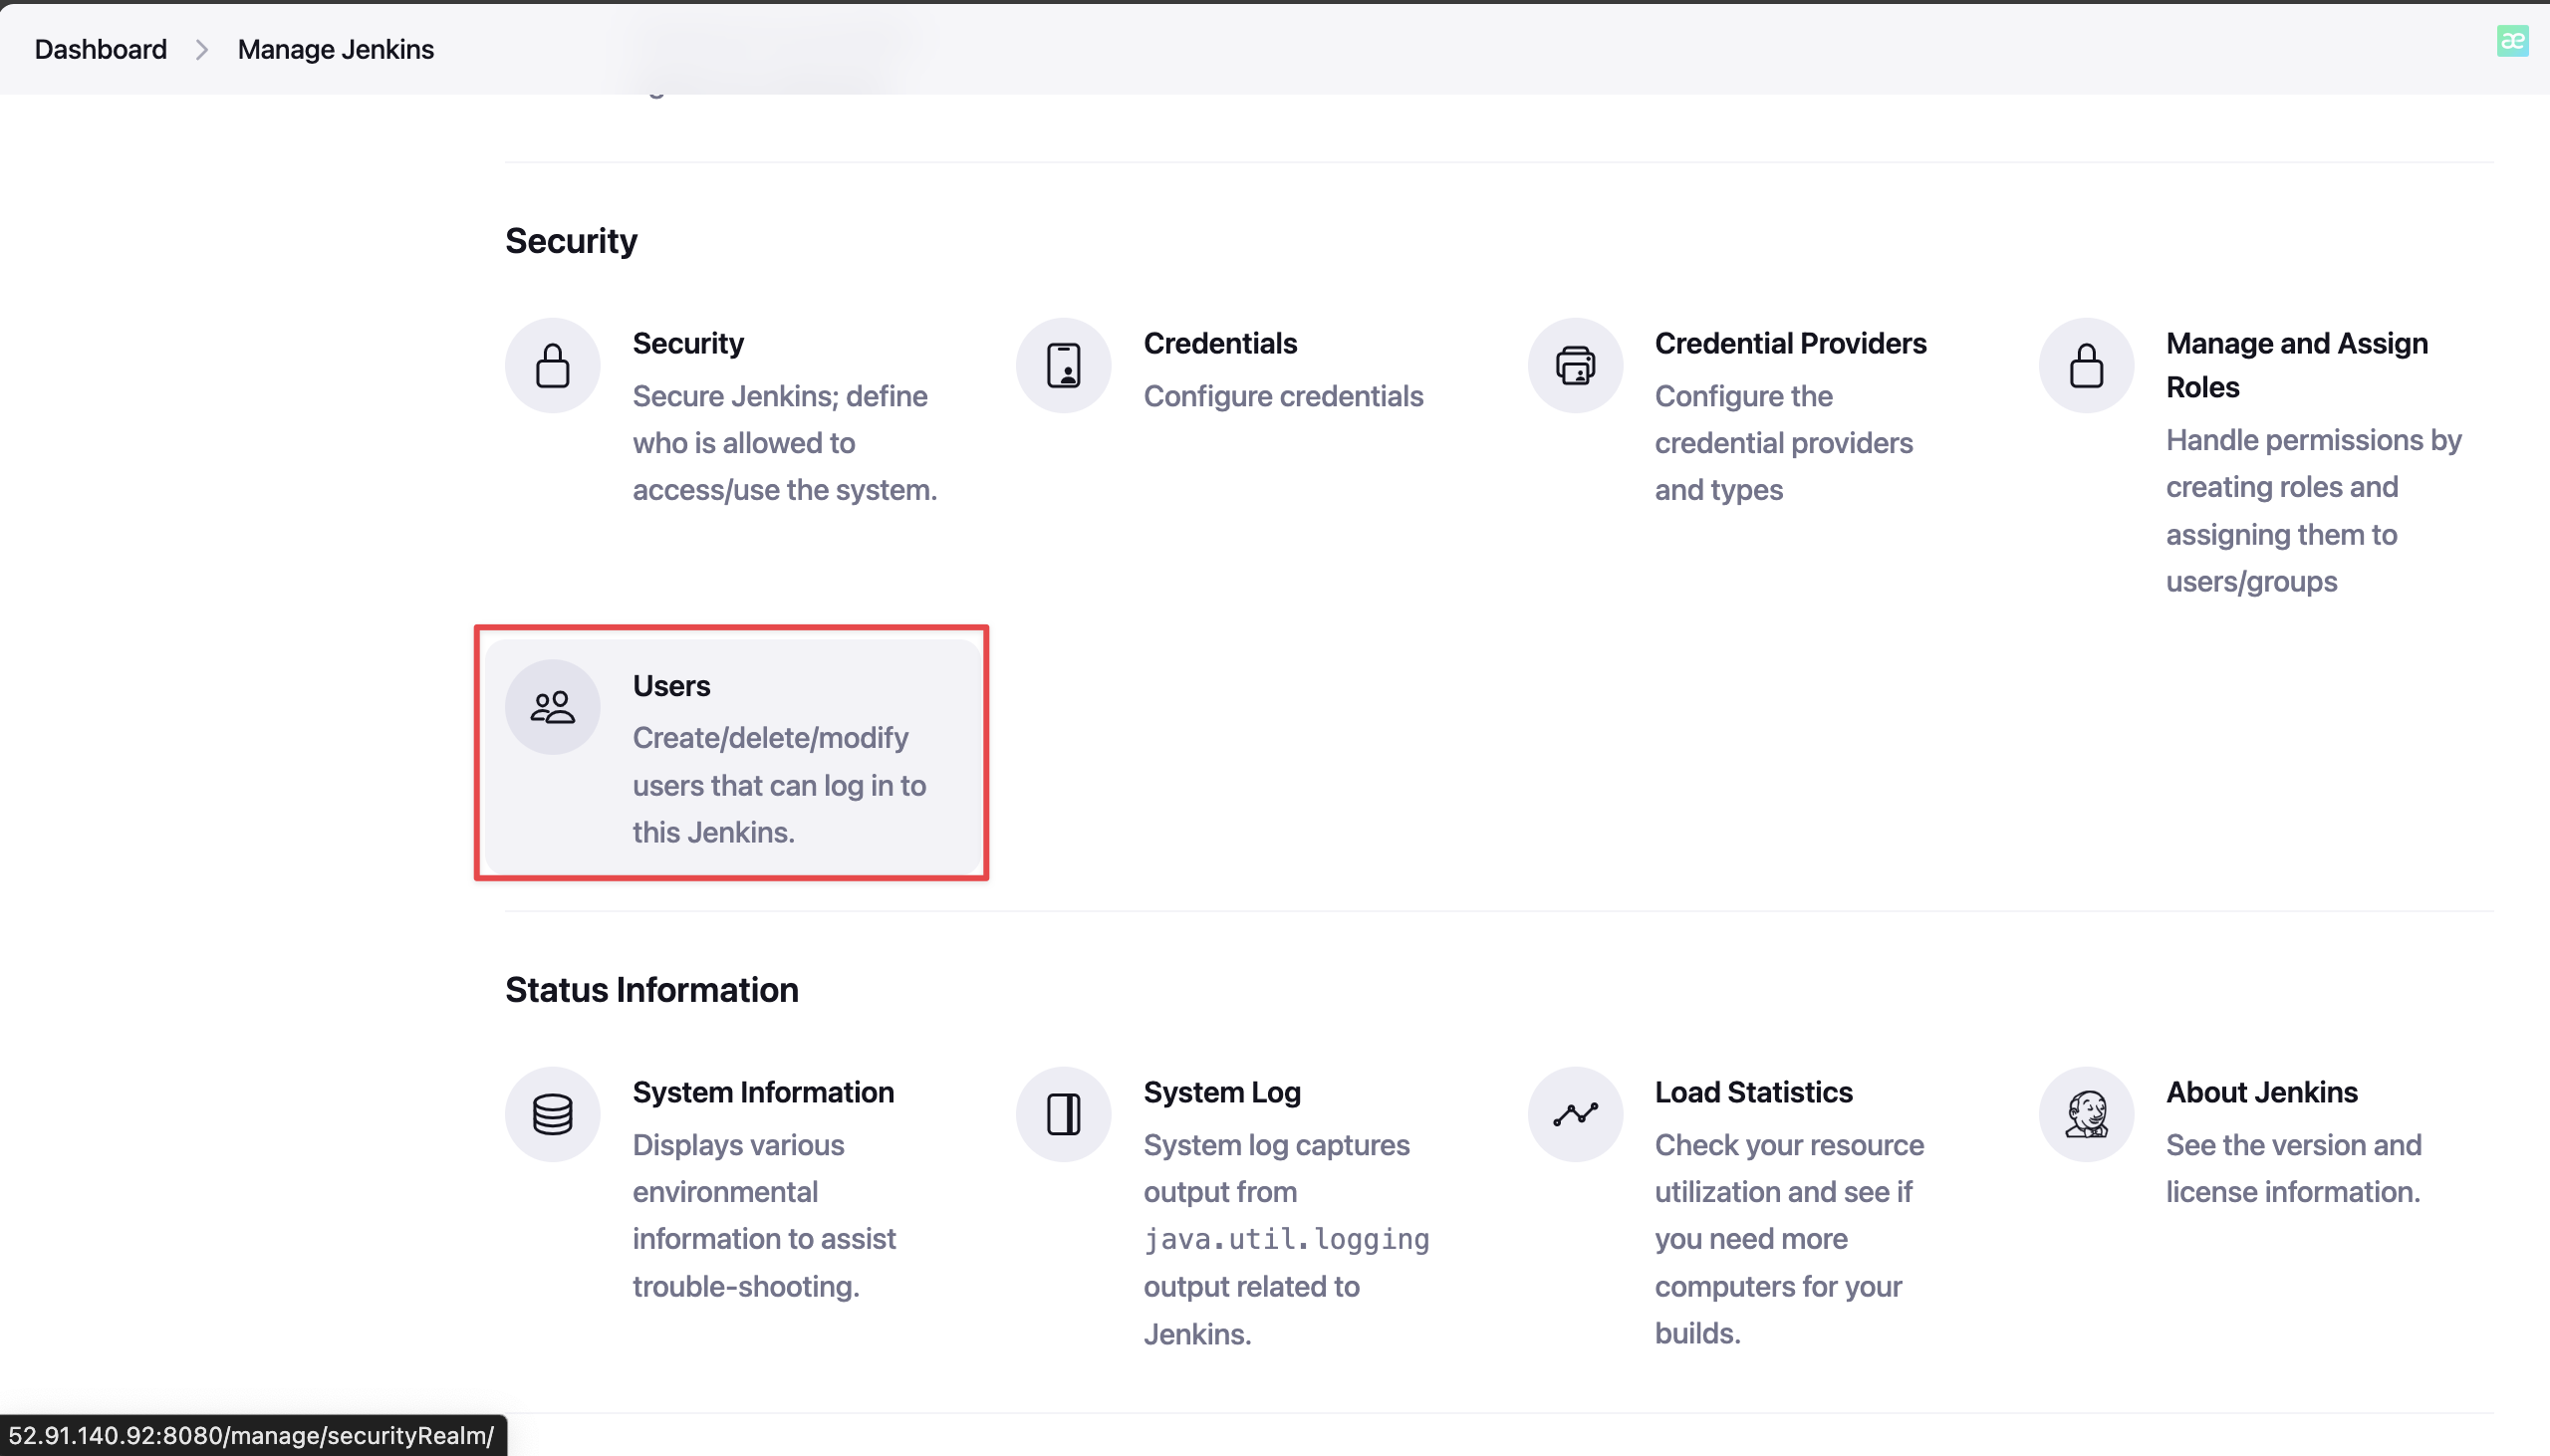 Dashboard > Manage Jenkins
æ
Security
Security
Secure Jenkins; define
who is allowed to
access/use the system.
Credentials
Configure credentials
Credential Providers
Configure the
credential providers
and types
Manage and Assign
Roles
Handle permissions by
creating roles and
assigning them to
users/groups
Users
Create/delete/modify
users that can log in to
this Jenkins.
Status Information
System Information
Displays various
environmental
information to assist
trouble-shooting.
System Log
System log captures
output from
java.util.logging
output related to
Jenkins.
Load Statistics
Check your resource
utilization and see if
you need more
computers for your
builds.
About Jenkins
See the version and
license information.
52.91.140.92:8080/manage/securityRealm/